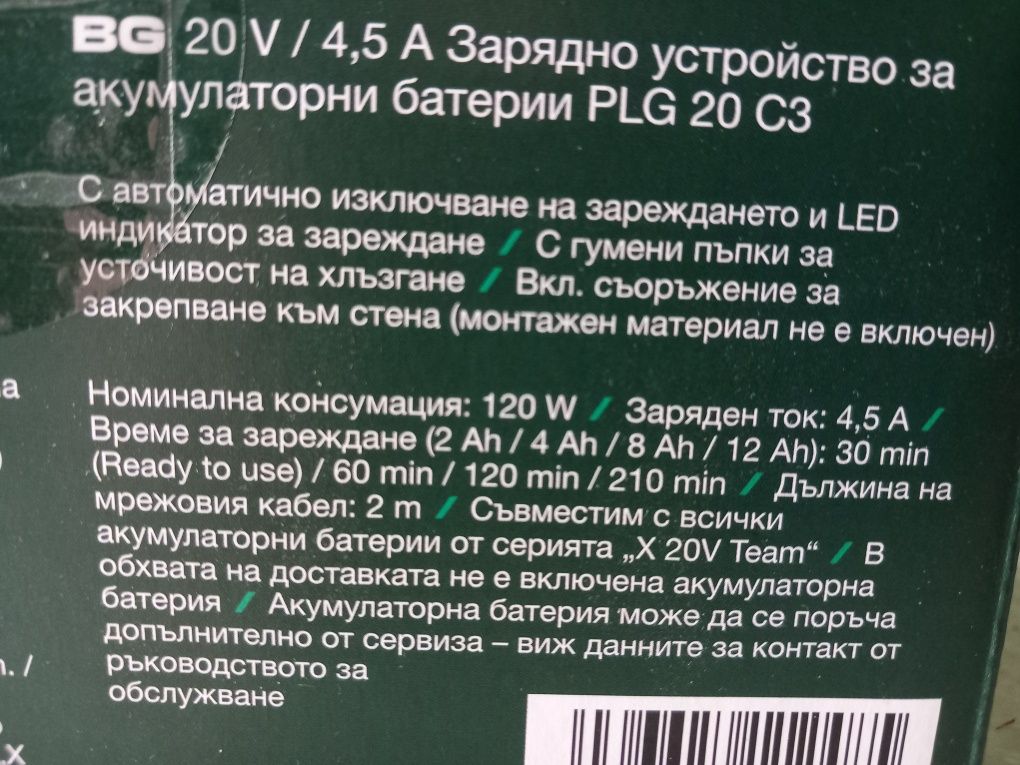 BG 20 V / 4,5 A Зарядно устройство за
акумулаторни батерии PLG 20 C3
С автоматично изключване на зареждането и LED
индикатор за зареждане / С гумени пъпки за
усточивост на хлъзгане / Вкл. съоръжение за
закрепване към стена (монтажен материал не е включен)
Номинална консумация: 120 W / Заряден ток: 4,5 A /
Време за зареждане (2 Ah / 4 Ah / 8 Ah / 12 Ah): 30 min
(Ready to use) / 60 min / 120 min / 210 min / Дължина на
мрежовия кабел: 2 m / Съвместим с всички
акумулаторни батерии от серията „X 20V Team“ / В
обхвата на доставката не е включена акумулаторна
батерия / Акумулаторна батерия може да се поръча
допълнително от сервиза – виж данните за контакт от
ръководството за
обслужване